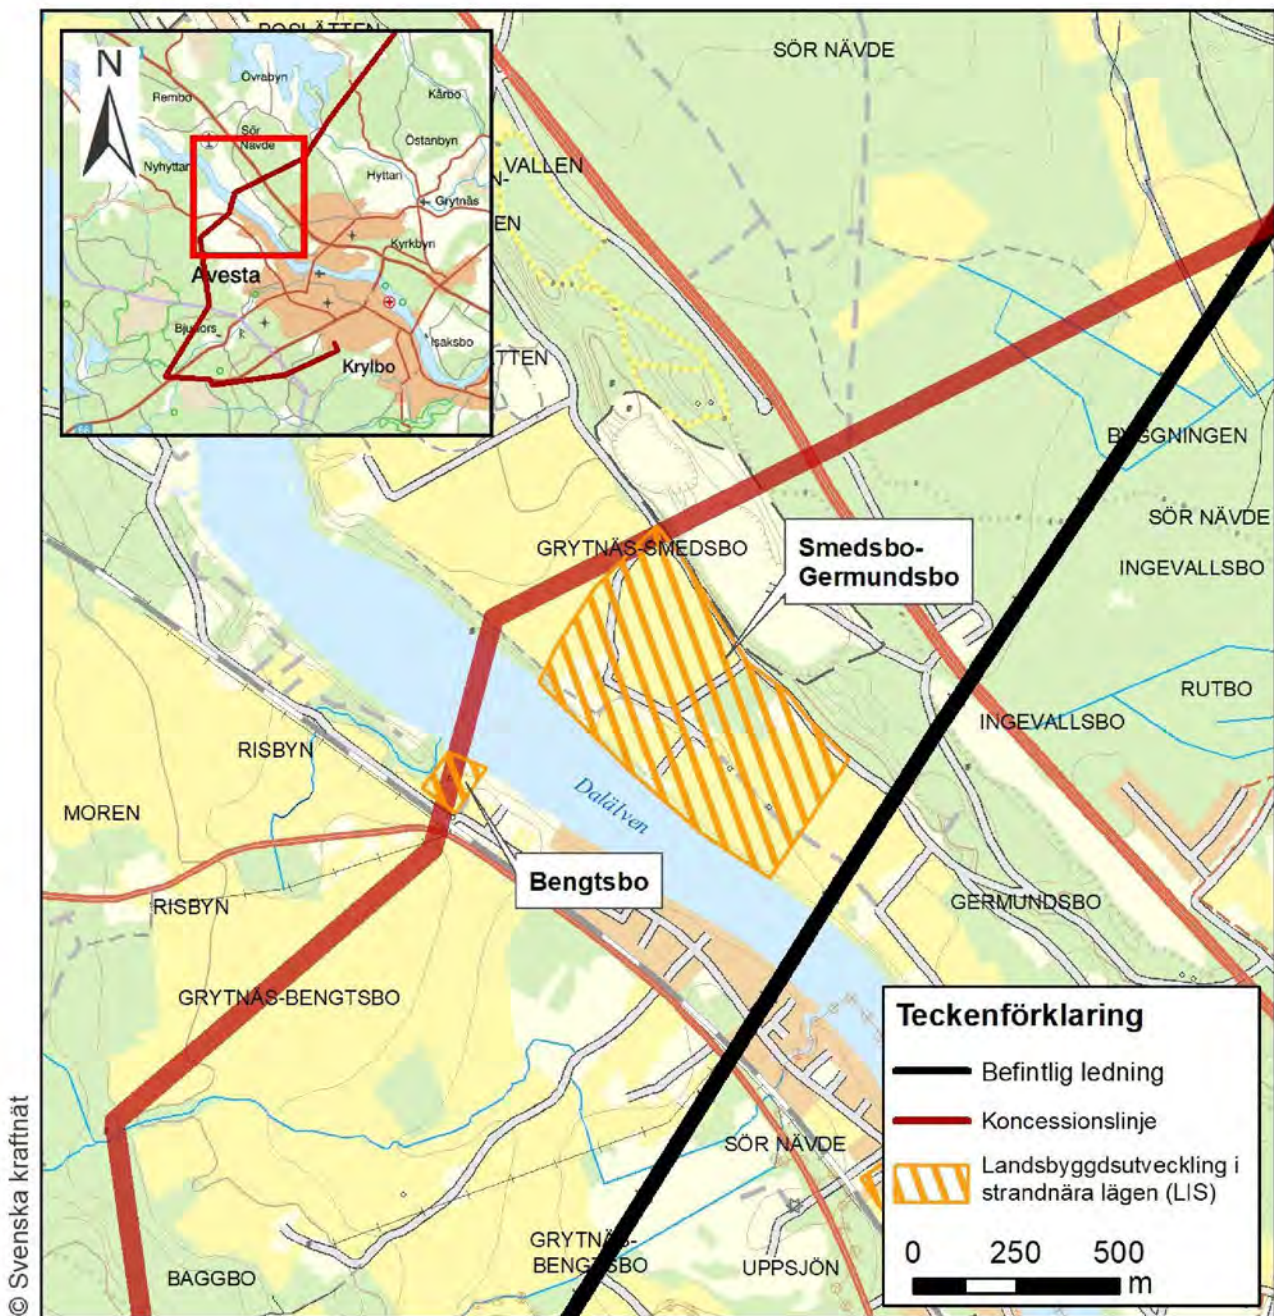 BOSLÄTTEN
SÖR NÄVDE
N
Övrabyn
Rembo
Kårbo
Sör
Nävde
Östanbyn
Nyhyttan
Hyttan
Grytnäs
Kyrkbyn
Avesta
Isaksbo
Krylbo
68
VALLEN
N-
EN
TTEN
BYGGNINGEN
SÖR NÄVDE
INGEVALLSBO
GRYTNÄS-SMEDSBO
Smedsbo-
Germundsbo
RUTBO
INGEVALLSBO
RISBYN
MOREN
Dalälven
Bengtsbo
RISBYN
GERMUNDSBO
GRYTNÄS-BENGTSBO
SÖR NÄVDE
GRYTNÄS-
BENGTSBO
UPPSJÖN
BAGGBO
Teckenförklaring
Befintlig ledning
Koncessionslinje
Landsbyggdsutveckling i
strandnära lägen (LIS)
0 250 500
m
© Svenska kraftnät